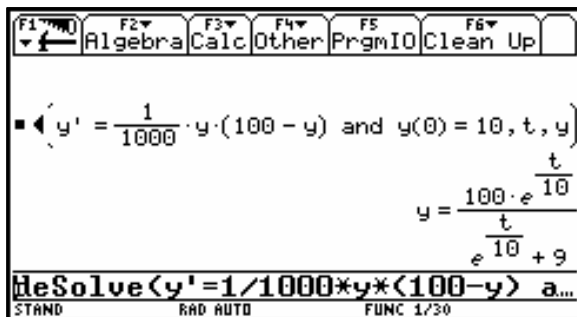 F1 F2 F3 F4 F5 F6
Algebra Calc Other PrgmIO Clean Up
y' = 1/1000 · y · (100 - y) and y(0) = 10, t, y)
y = 100 · e^(t/10) / (e^(t/10) + 9)
deSolve(y'=1/1000*y*(100-y) a…
STAND RAD AUTO FUNC 1/30